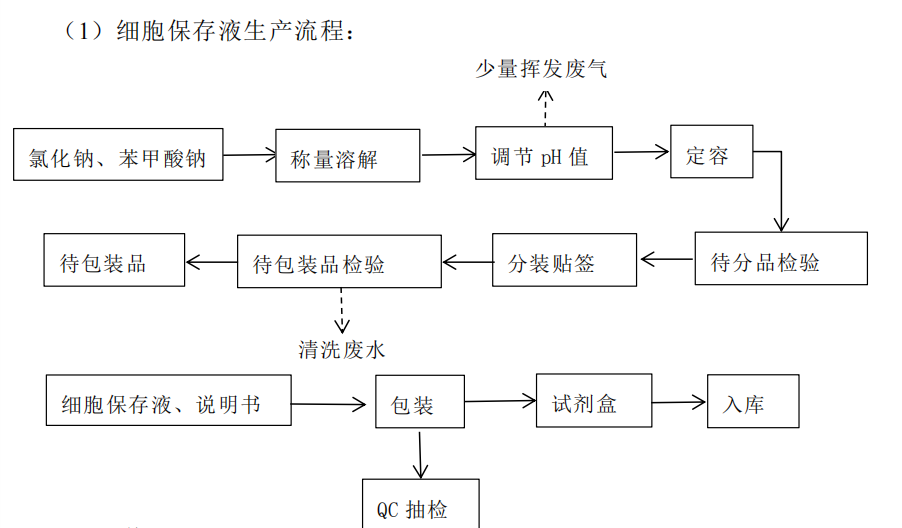 （1）细胞保存液生产流程：
少量挥发废气
氯化钠、苯甲酸钠
称量溶解
调节 pH 值
定容
待包装品
待包装品检验
分装贴签
待分品检验
清洗废水
细胞保存液、说明书
包装
试剂盒
入库
QC 抽检